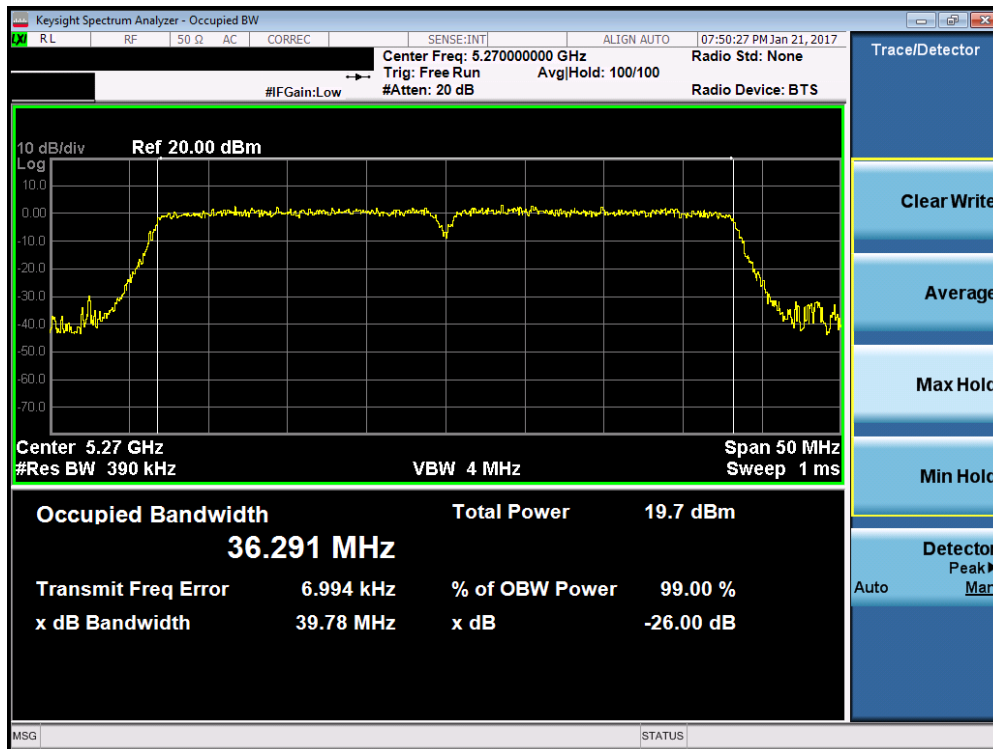 Keysight Spectrum Analyzer - Occupied BW
LXI RL RF 50 Ω AC CORREC SENSE:INT ALIGN AUTO 07:50:27 PM Jan 21, 2017
Center Freq: 5.270000000 GHz Radio Std: None
Trig: Free Run Avg|Hold: 100/100
#IFGain:Low #Atten: 20 dB Radio Device: BTS
Trace/Detector
10 dB/div Ref 20.00 dBm
Log
10.0
0.00
-10.0
-20.0
-30.0
-40.0
-50.0
-60.0
-70.0
Center 5.27 GHz Span 50 MHz
#Res BW 390 kHz VBW 4 MHz Sweep 1 ms
Occupied Bandwidth Total Power 19.7 dBm
36.291 MHz
Transmit Freq Error 6.994 kHz % of OBW Power 99.00 %
x dB Bandwidth 39.78 MHz x dB -26.00 dB
Clear Write
Average
Max Hold
Min Hold
Detector
Peak
Auto Man
MSG STATUS